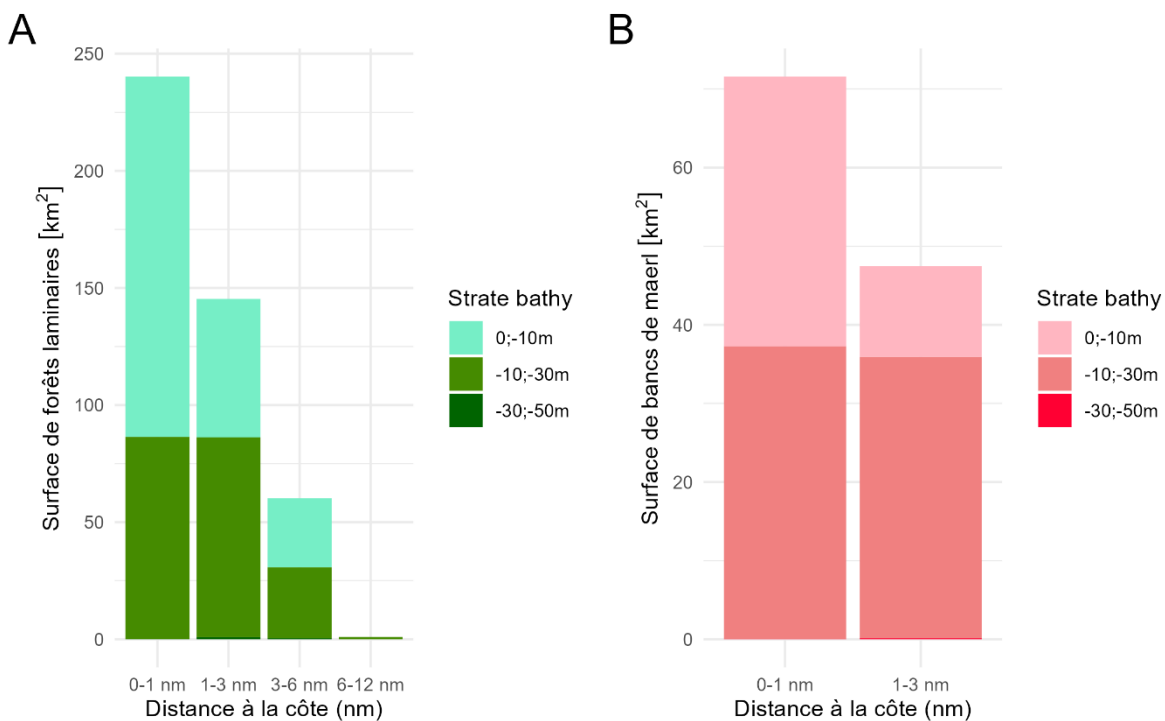 A
Surface de forêts laminaires [km²]
250
200
150
100
50
0
0-1 nm 1-3 nm 3-6 nm 6-12 nm
Distance à la côte (nm)
Strate bathy
0;-10m
-10;-30m
-30;-50m
B
Surface de bancs de maerl [km²]
60
40
20
0
0-1 nm 1-3 nm
Distance à la côte (nm)
Strate bathy
0;-10m
-10;-30m
-30;-50m